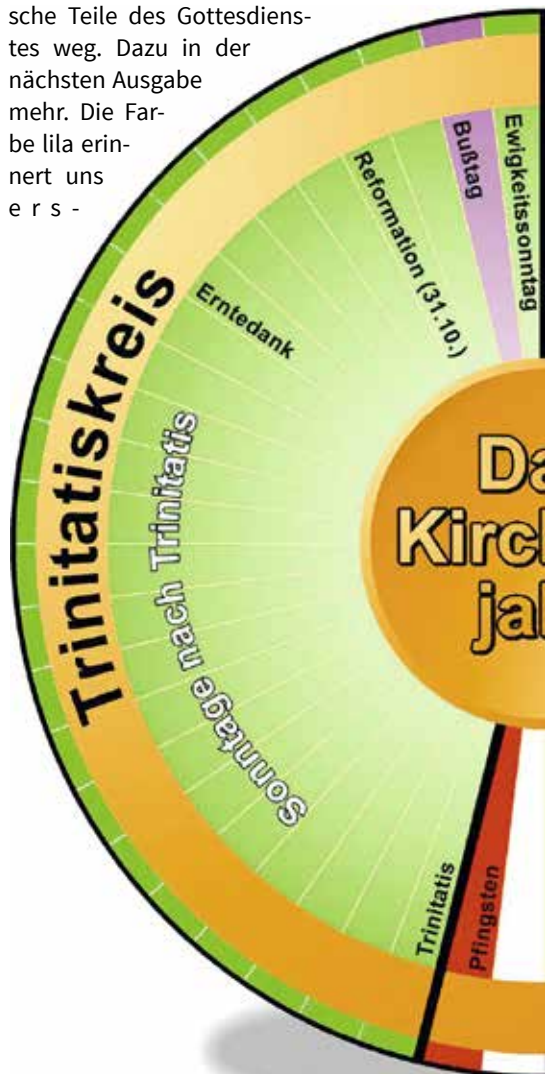 sche Teile des Gottesdiens-
tes weg. Dazu in der
nächsten Ausgabe
mehr. Die Far-
be lila erin-
nert uns
e r s -
Ewigkeitssonntag
Bußtag
Reformation (31.10.)
Erntedank
Trinitatiskreis
Sonntage nach Trinitatis
Da
Kirch
jah
Trinitatis
Pfingsten